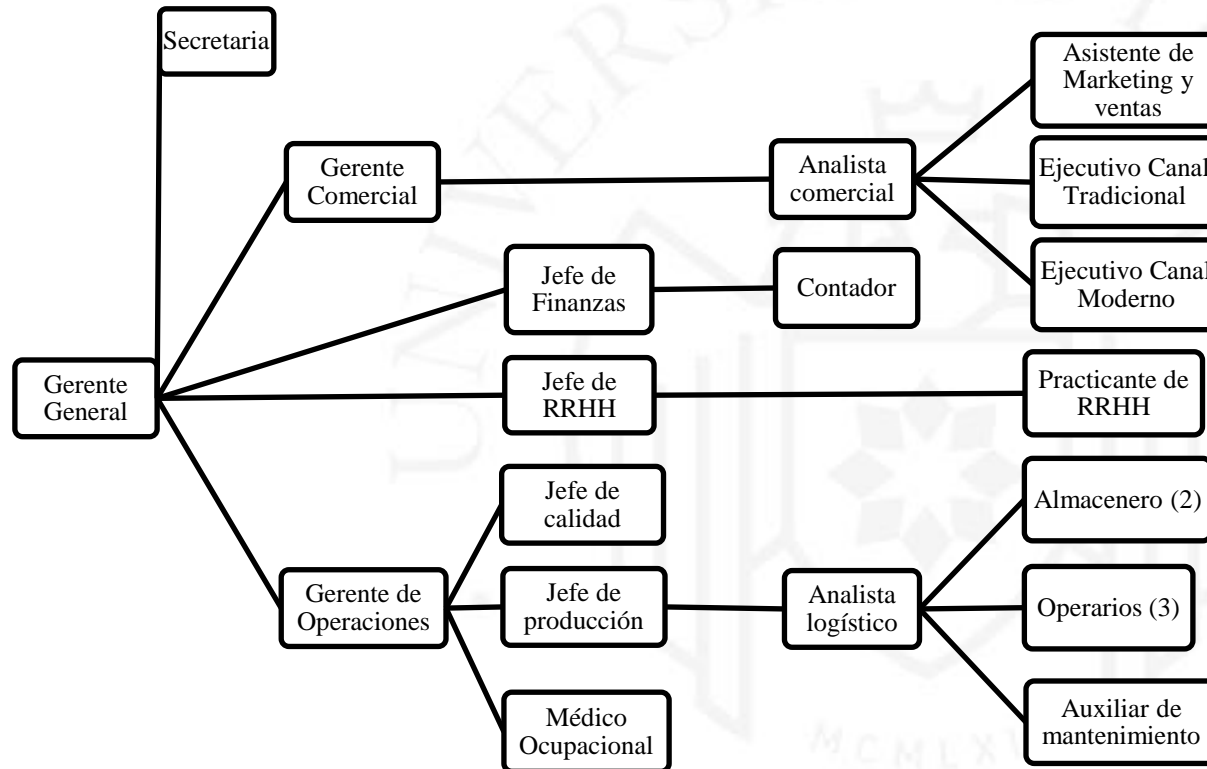 Secretaria
Asistente de
Marketing y
ventas
Gerente
Comercial
Analista
comercial
Ejecutivo Canal
Tradicional
Ejecutivo Canal
Moderno
Jefe de
Finanzas
Contador
Gerente
General
Jefe de
RRHH
Practicante de
RRHH
Jefe de
calidad
Almacenero (2)
Gerente de
Operaciones
Jefe de
producción
Analista
logístico
Operarios (3)
Médico
Ocupacional
Auxiliar de
mantenimiento